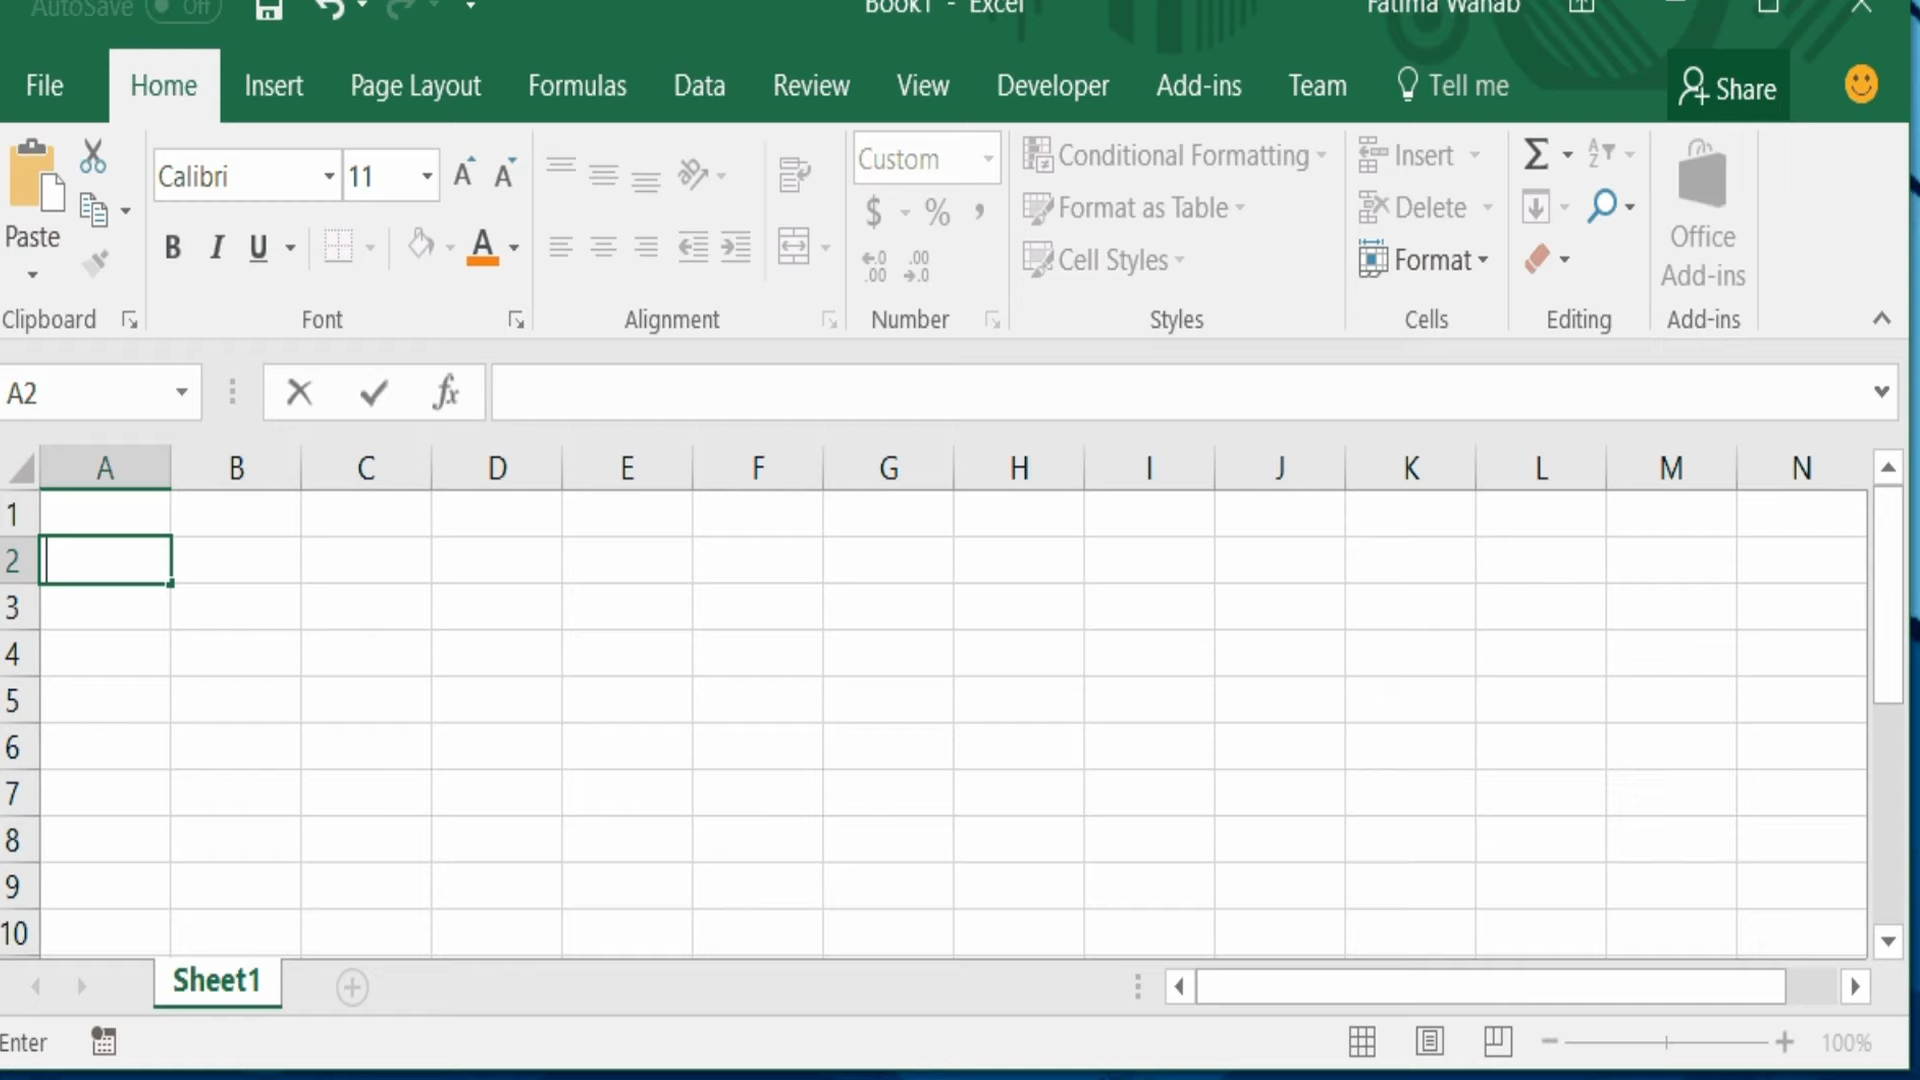 AutoSave Off Book1 - Excel Fatima Wahab
File Home Insert Page Layout Formulas Data Review View Developer Add-ins Team Tell me Share
Paste
Clipboard
Calibri 11
B I U A
Font
Alignment
Custom
$ % ,
Number
Conditional Formatting
Format as Table
Cell Styles
Styles
Insert
Delete
Format
Cells
Σ
Editing
Office
Add-ins
Add-ins
A2 fx
A B C D E F G H I J K L M N
1
2
3
4
5
6
7
8
9
10
Sheet1
Enter 100%